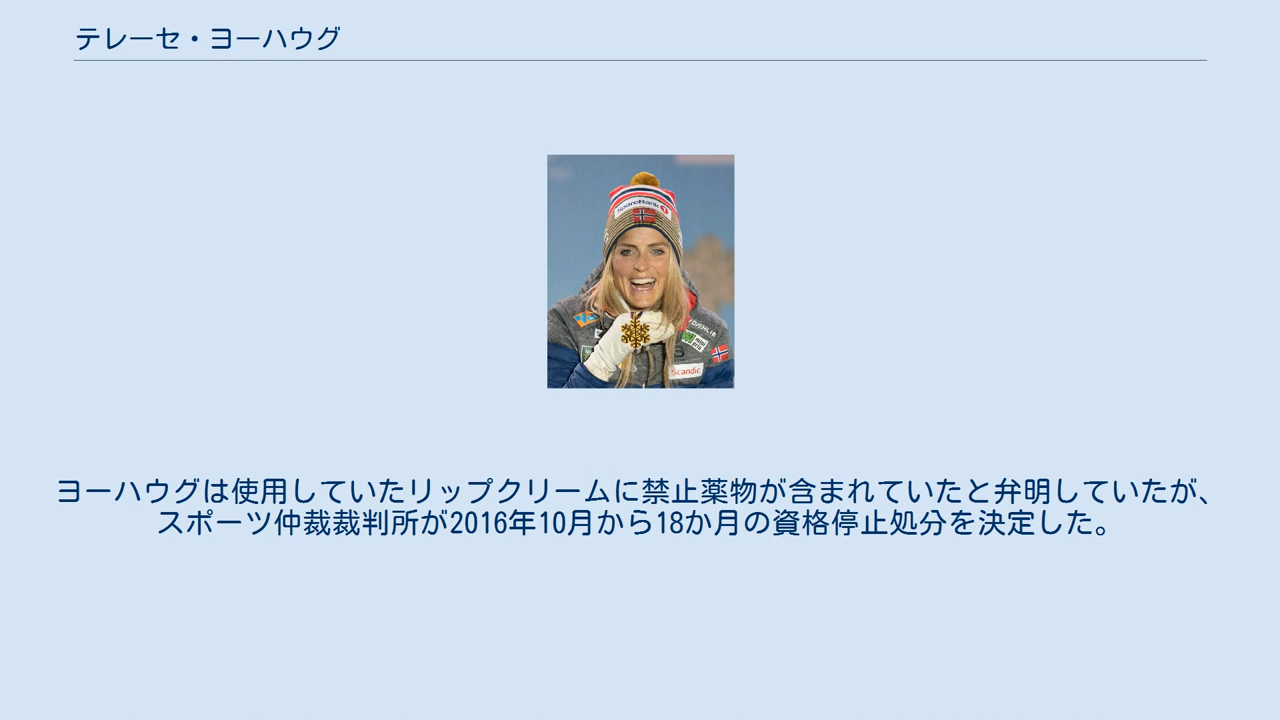 テレーセ・ヨーハウグ
SpareBank 1
DÆHLIE
Scandic
ヨーハウグは使用していたリップクリームに禁止薬物が含まれていたと弁明していたが、
スポーツ仲裁裁判所が2016年10月から18か月の資格停止処分を決定した。